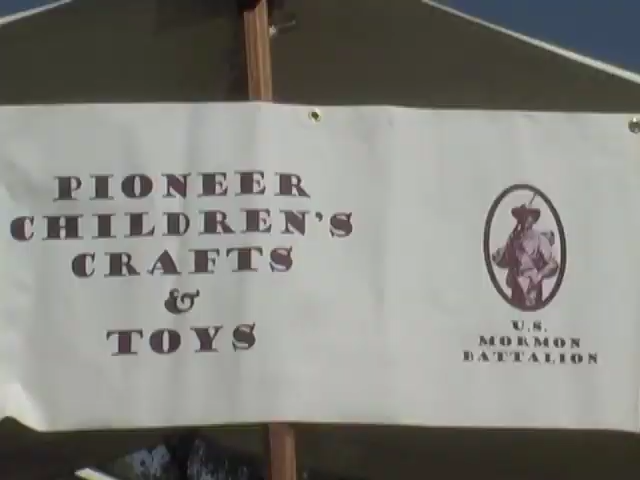 PIONEER
CHILDREN'S
CRAFTS
&
TOYS
U.S.
MORMON
BATTALION